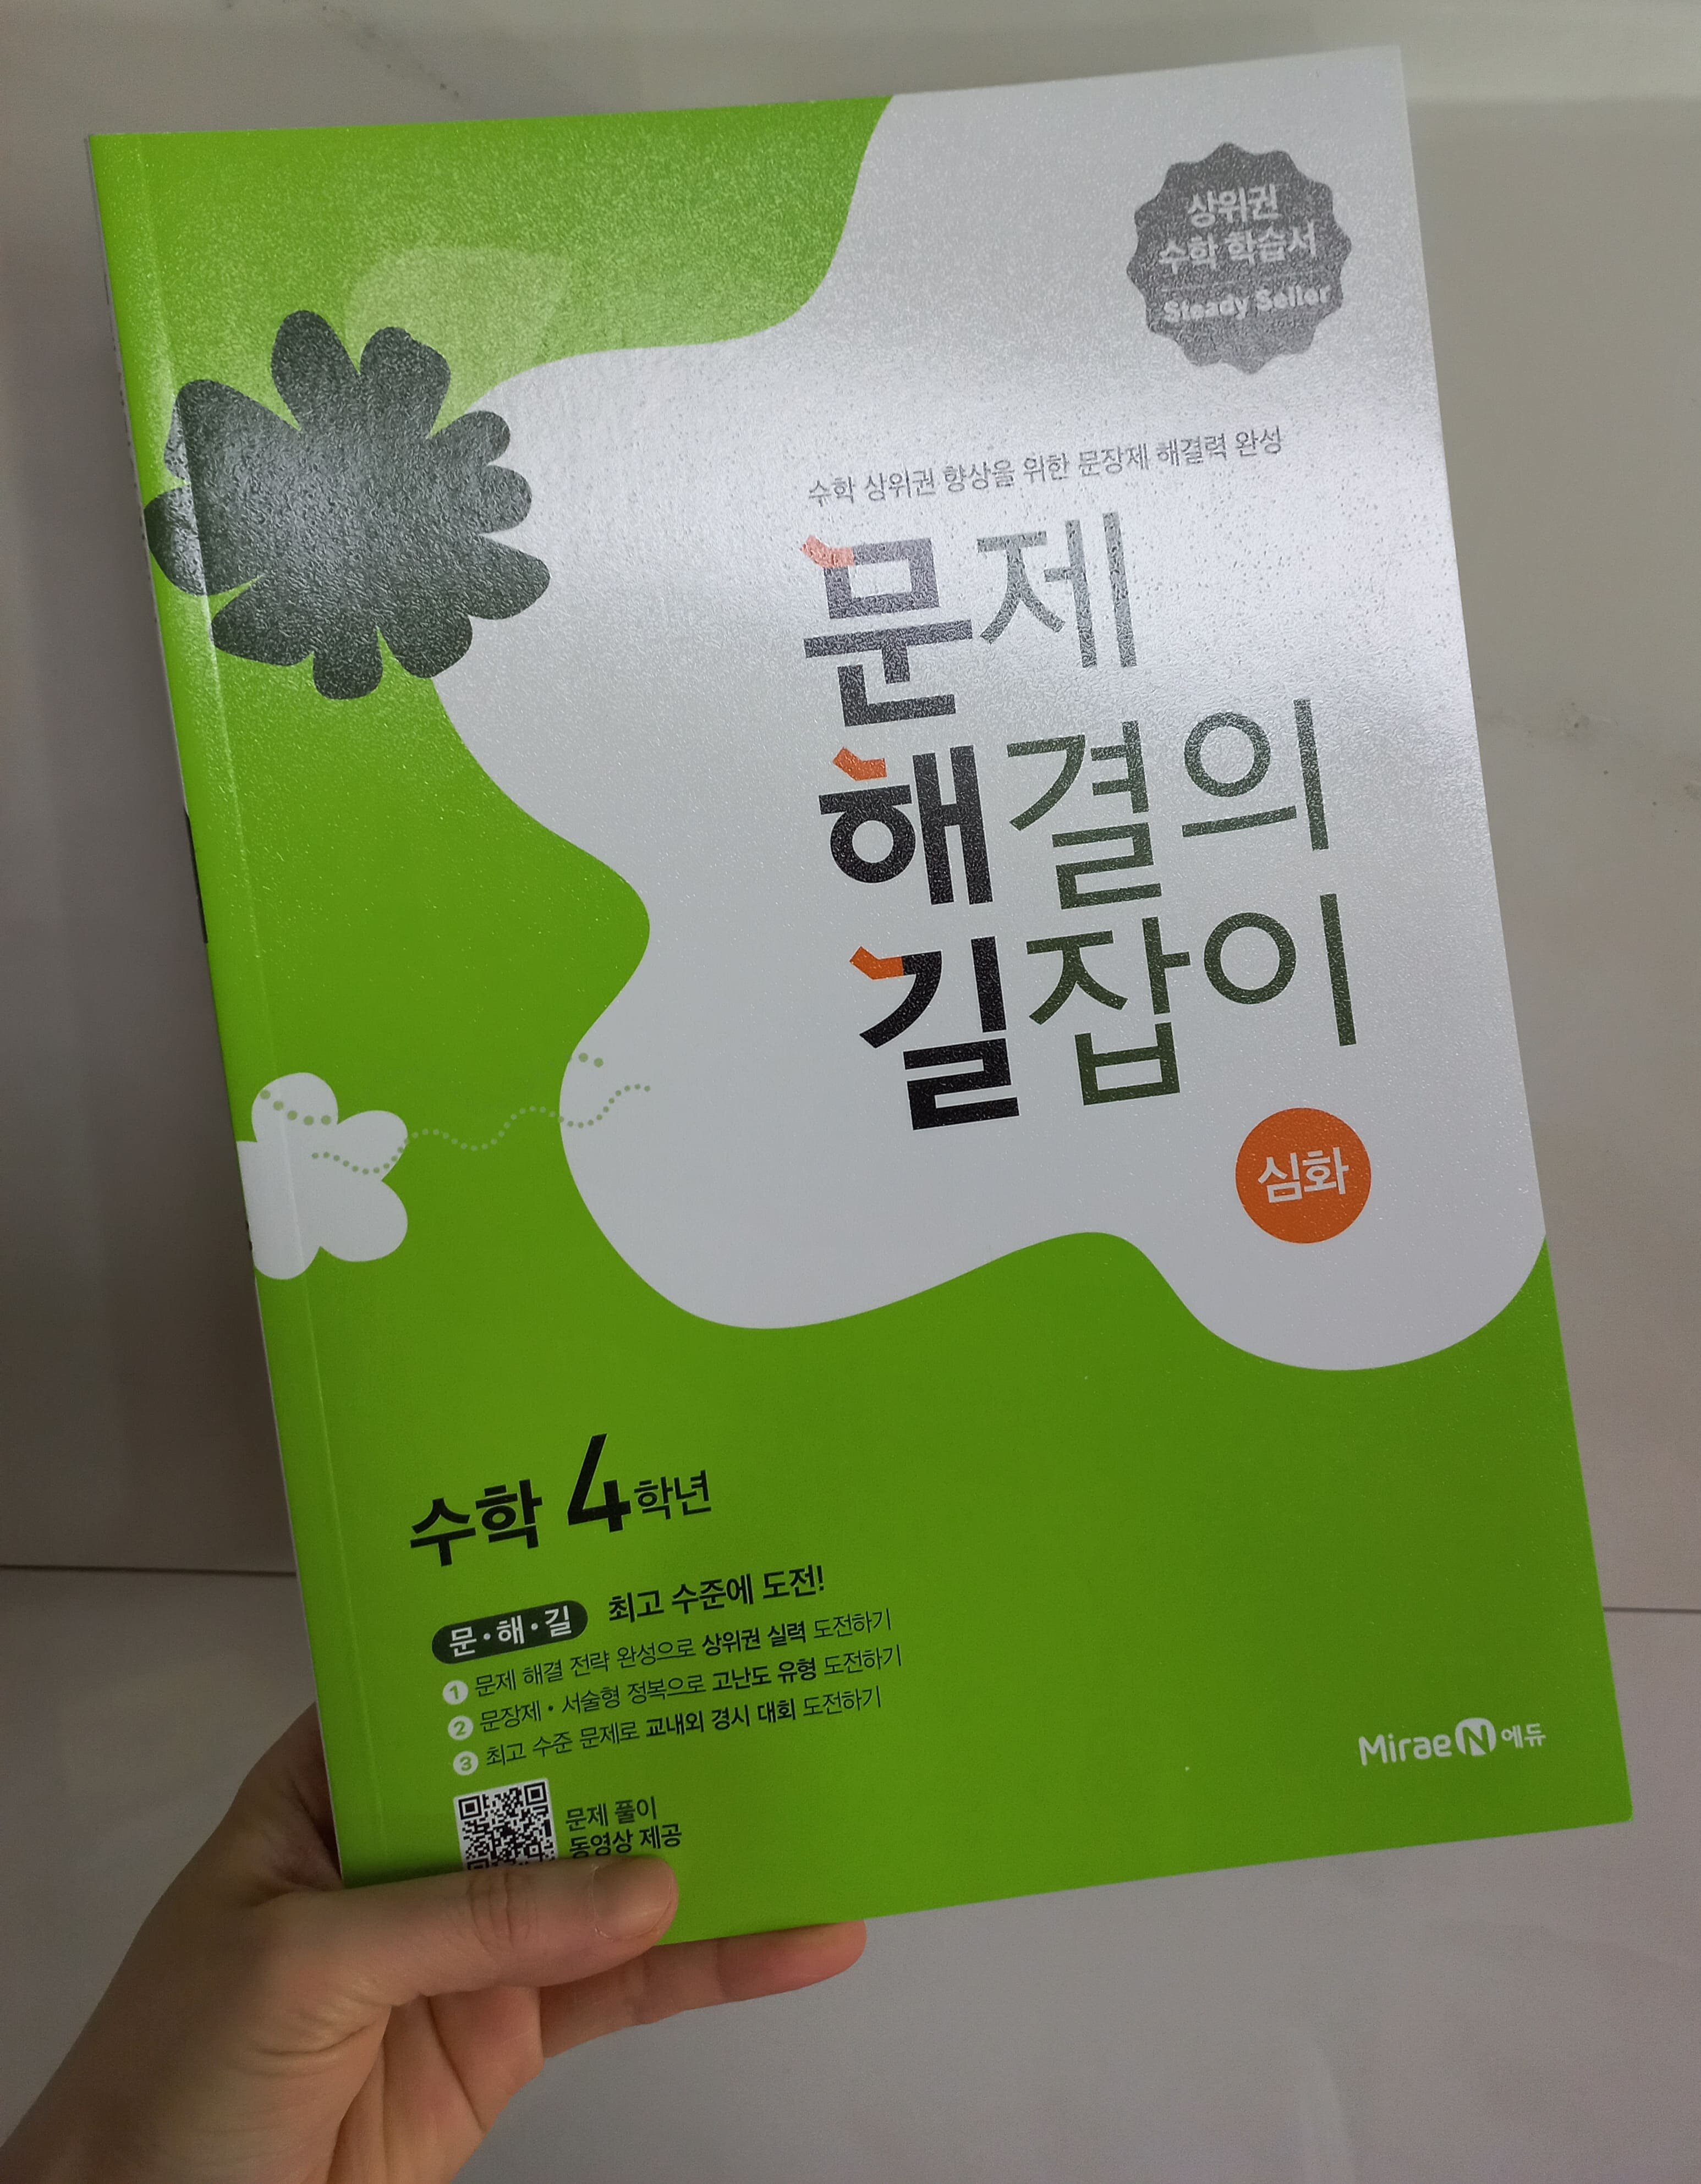 상위권
수학 학습서
Steady Seller
수학 상위권 향상을 위한 문장제 해결력 완성
문제
해결의
길잡이
심화
수학 4학년
문·해·길 최고 수준에 도전!
1 문제 해결 전략 완성으로 상위권 실력 도전하기
2 문장제·서술형 정복으로 고난도 유형 도전하기
3 최고 수준 문제로 교내외 경시 대회 도전하기
문제 풀이
동영상 제공
Mirae N 에듀